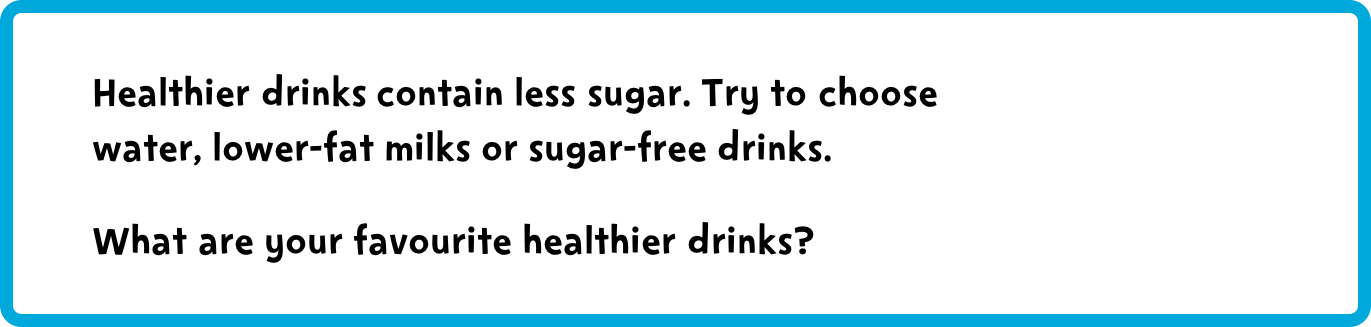 Healthier drinks contain less sugar. Try to choose
water, lower-fat milks or sugar-free drinks.
What are your favourite healthier drinks?